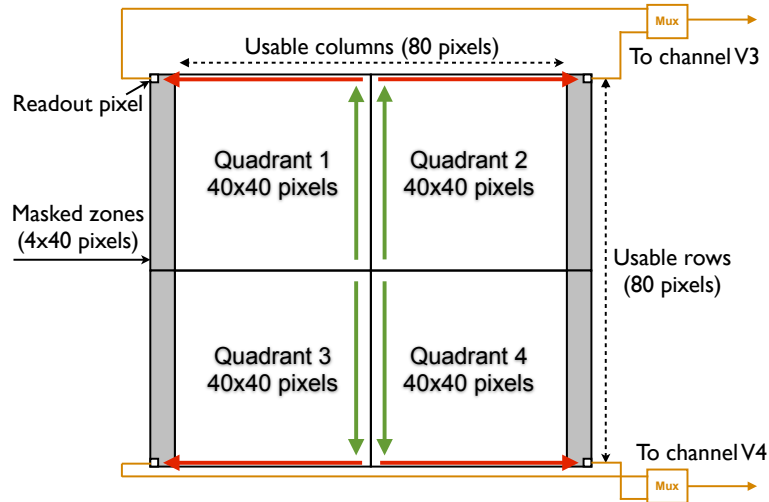 Mux
Usable columns (80 pixels)
To channel V3
Readout pixel
Quadrant 1
40x40 pixels
Quadrant 2
40x40 pixels
Masked zones
(4x40 pixels)
Usable rows
(80 pixels)
Quadrant 3
40x40 pixels
Quadrant 4
40x40 pixels
To channel V4
Mux